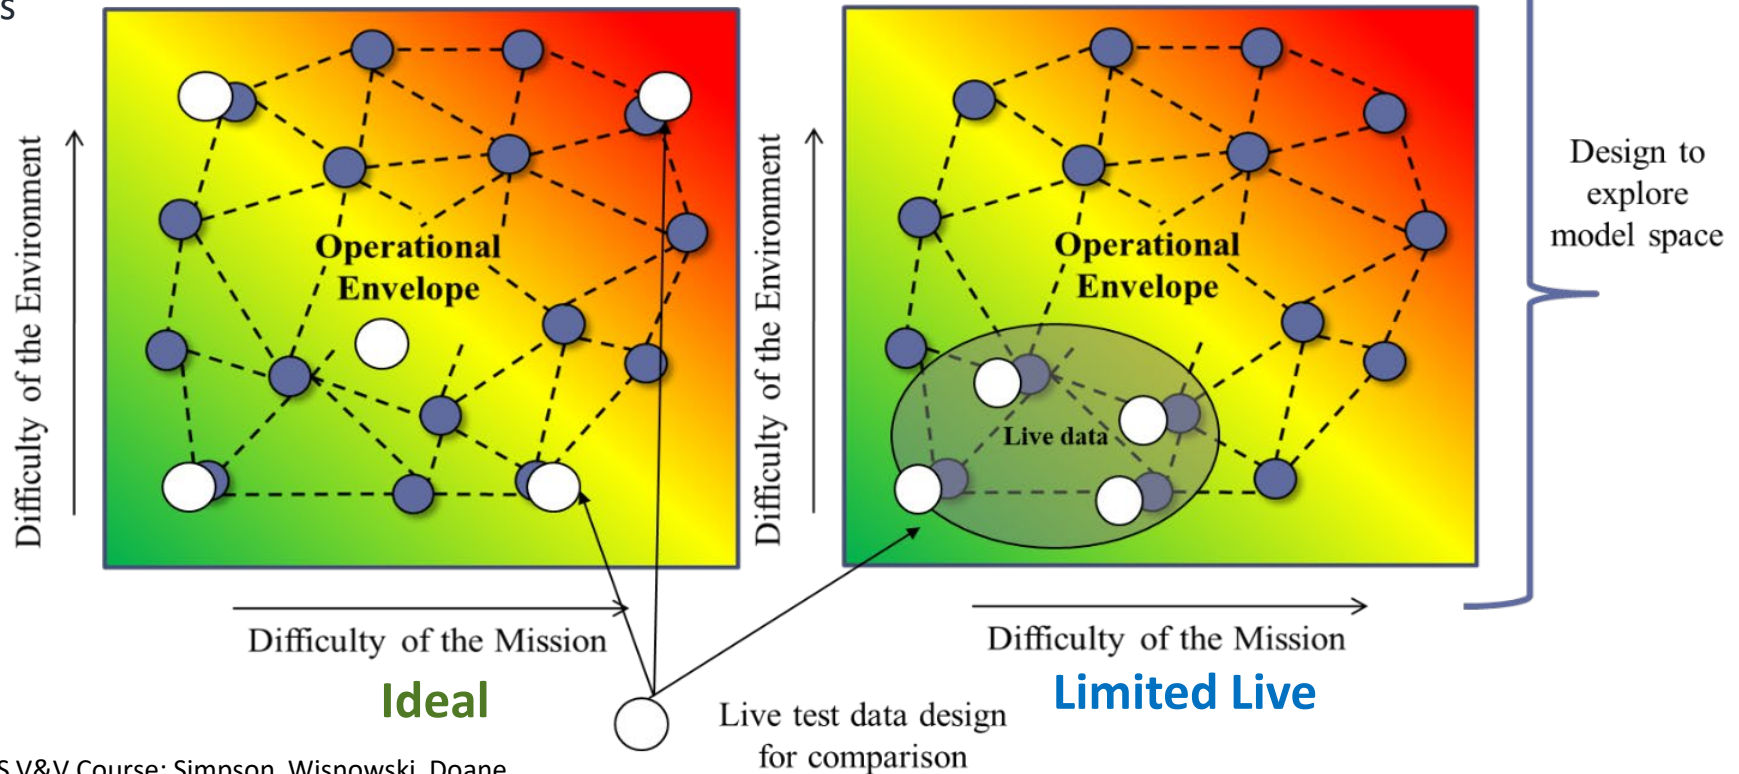 s
Difficulty of the Environment
Operational
Envelope
Difficulty of the Mission
Ideal
Difficulty of the Environment
Operational
Envelope
Live data
Difficulty of the Mission
Limited Live
Design to
explore
model space
Live test data design
for comparison
S V&V Course: Simpson, Wisnowski, Doane